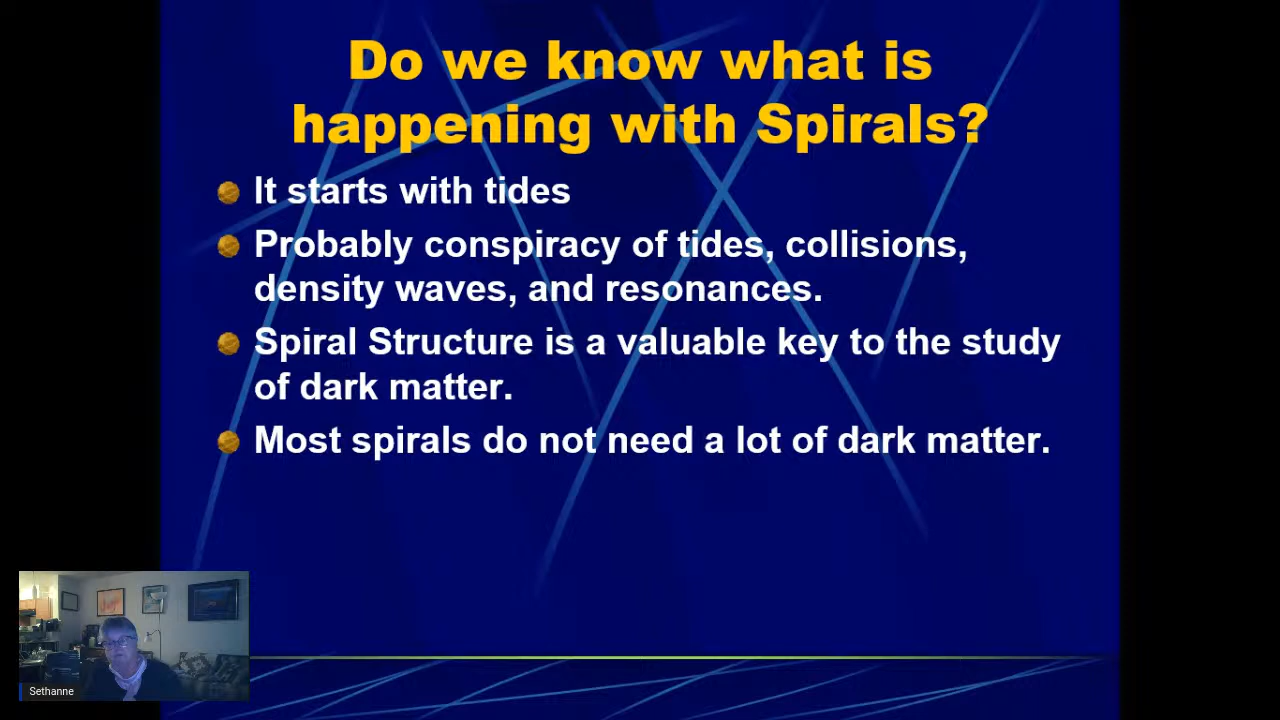 Do we know what is
happening with Spirals?
It starts with tides
Probably conspiracy of tides, collisions,
density waves, and resonances.
Spiral Structure is a valuable key to the study
of dark matter.
Most spirals do not need a lot of dark matter.
Sethanne